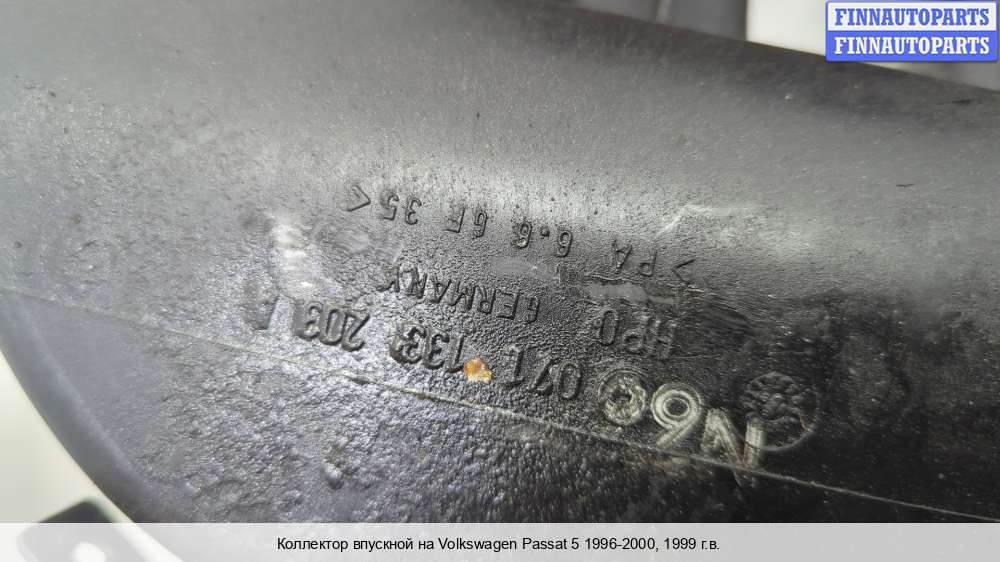 FINNAUTOPARTS
FINNAUTOPARTS
>PA 6.6 GF 35<
GERMANY
071 133 203
Коллектор впускной на Volkswagen Passat 5 1996-2000, 1999 г.в.